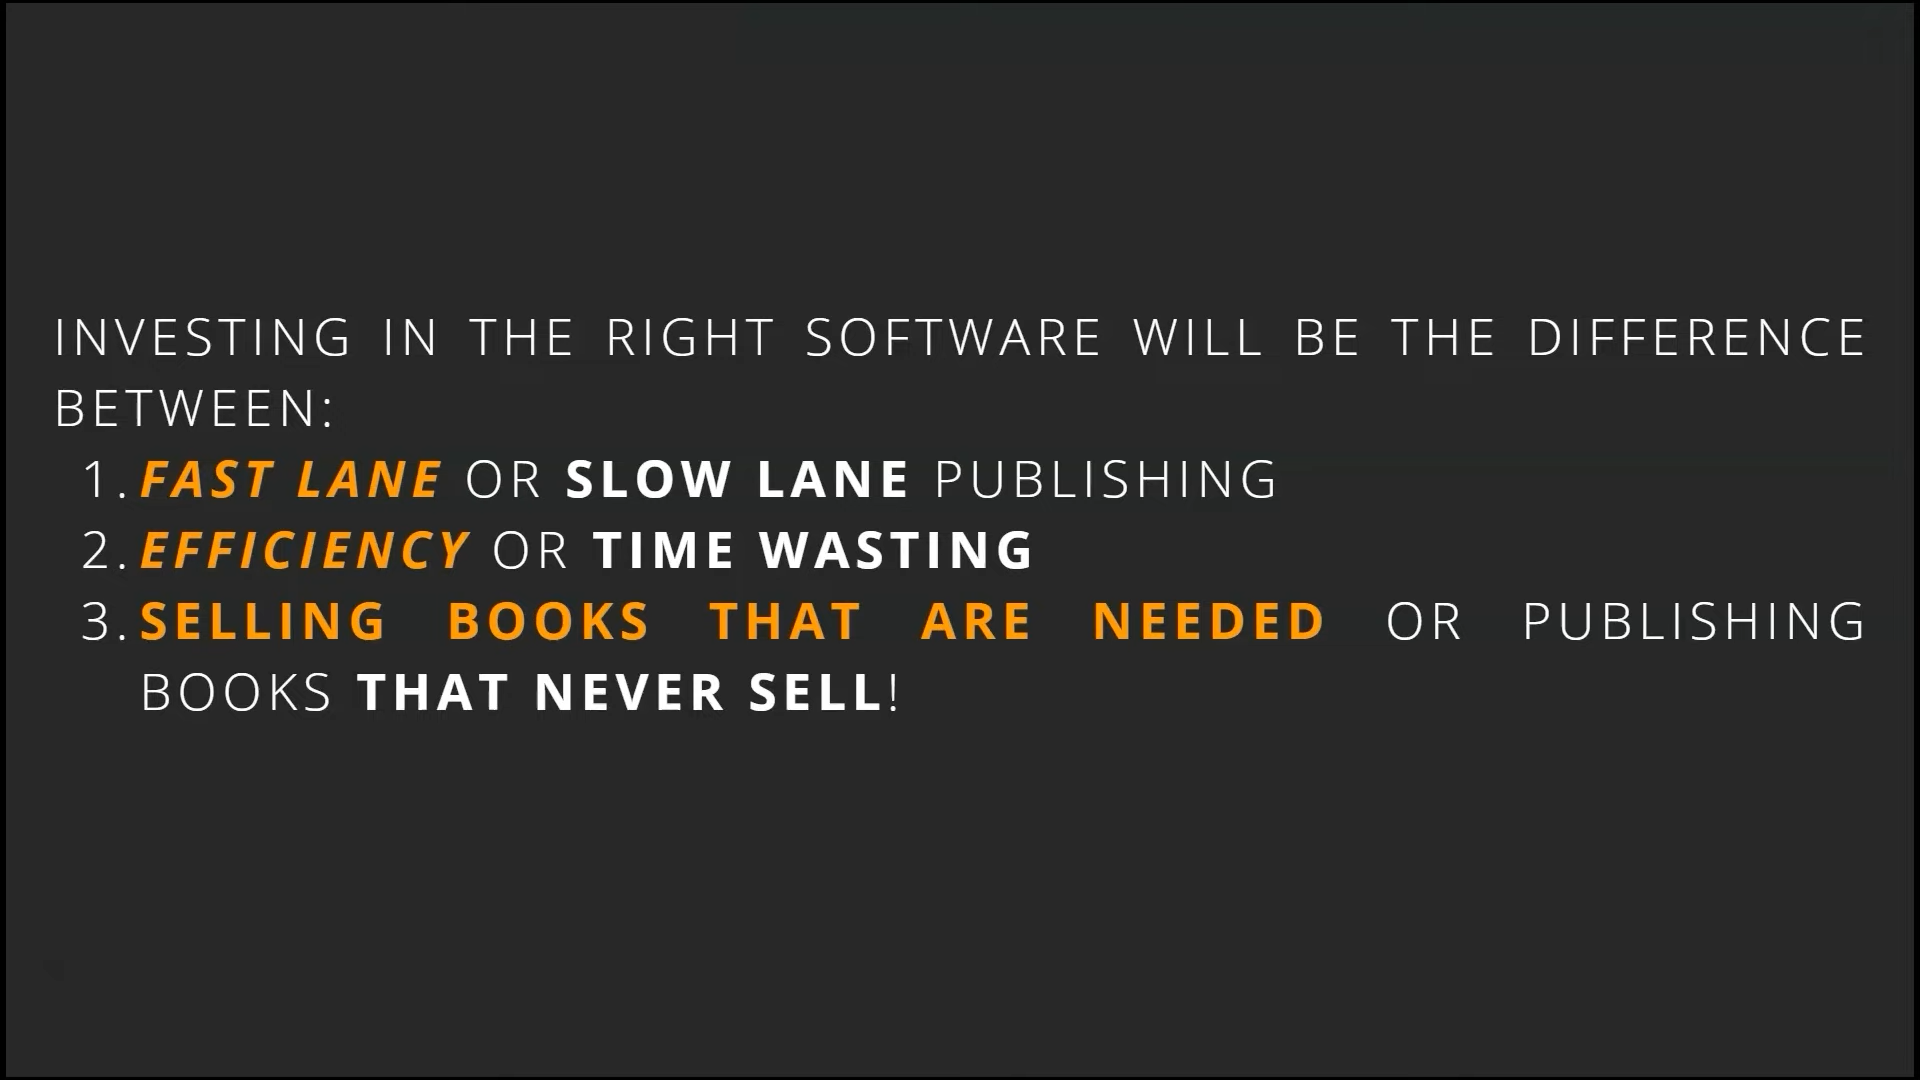 INVESTING IN THE RIGHT SOFTWARE WILL BE THE DIFFERENCE
BETWEEN:
1. FAST LANE OR SLOW LANE PUBLISHING
2. EFFICIENCY OR TIME WASTING
3. SELLING BOOKS THAT ARE NEEDED OR PUBLISHING
BOOKS THAT NEVER SELL!